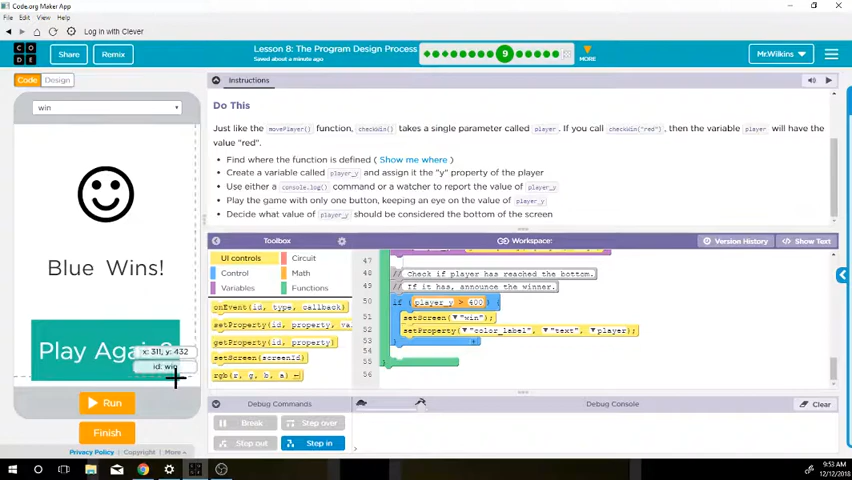 Code.org Maker App
File Edit View
Log in with Clever
C O
D E
Share
Remix
Lesson 8: The Program Design Process
Saved about a minute ago
9
MORE
Mr.Wilkins
Code
Design
Instructions
win
Do This
Just like the movePlayer() function, checkWin() takes a single parameter called player. If you call checkWin("red"), then the variable player will have the
value "red".
Find where the function is defined ( Show me where )
Create a variable called player_y and assign it the "y" property of the player
Use either a console.log() command or a watcher to report the value of player_y
Play the game with only one button, keeping an eye on the value of player_y
Decide what value of player_y should be considered the bottom of the screen
Toolbox
Workspace:
Version History
Show Text
UI controls
Circuit
Control
Math
Variables
Functions
onEvent(id, type, callback)
setProperty(id, property, va
getProperty(id, property)
setScreen(screenId)
rgb(r, g, b, a)
47
48 // Check if player has reached the bottom.
49 // If it has, announce the winner.
50 if ( player_y > 400 ) {
51 setScreen( "win");
52 setProperty( "color_label", "text", player);
53 }
54
55 }
56
Blue Wins!
Play Again?
x: 311, y: 432
id: win
Run
Finish
Privacy Policy | Copyright | More
Debug Commands
Debug Console
Clear
Break
Step over
Step out
Step in
>
9:53 AM
12/12/2018